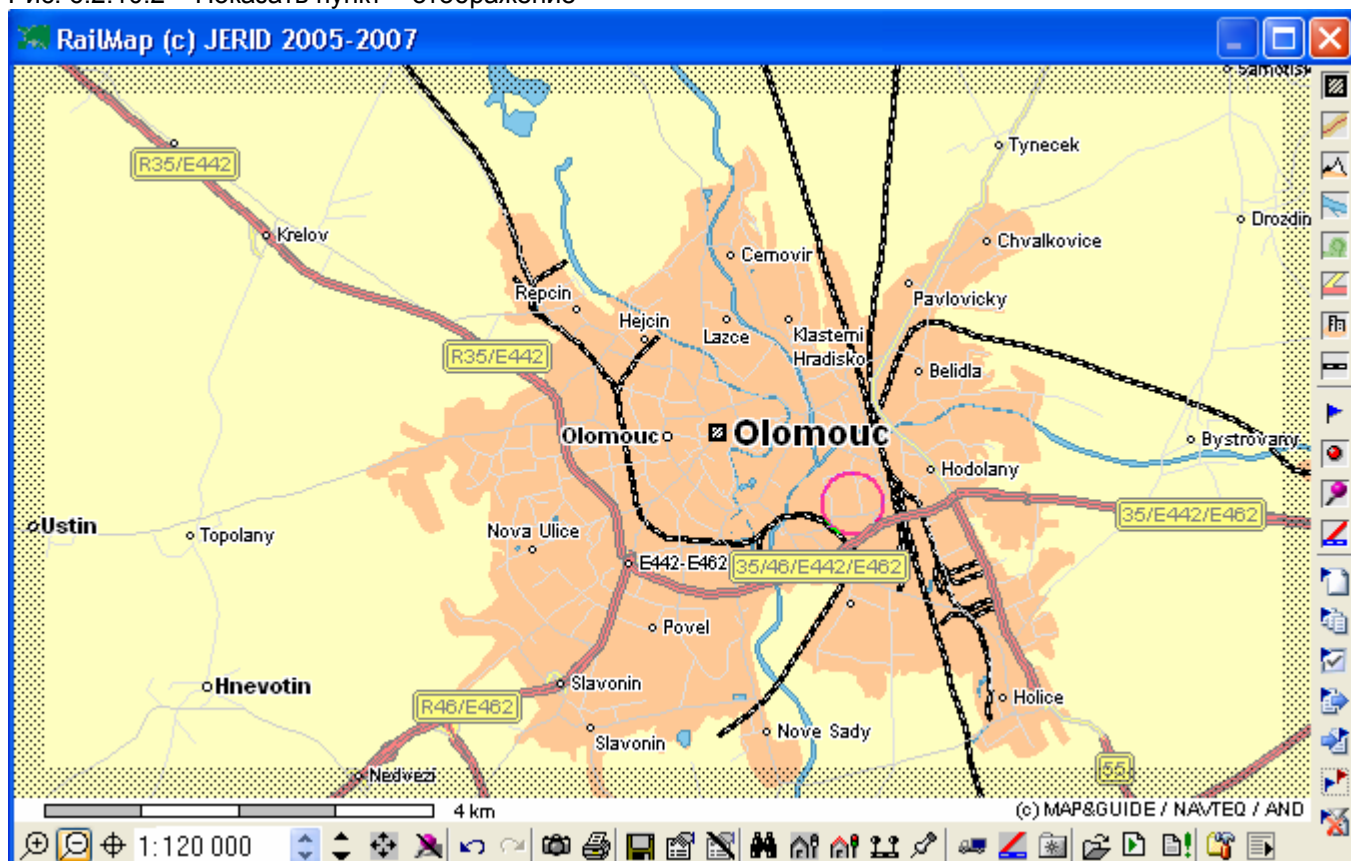 RailMap (c) JERID 2005-2007
R35/E442
Tynecek
Krelov
Drozdin
Chvalkovice
Cernovir
Repcin
Pavlovicky
Hejcin
Lazce
Klasterni
Hradisko
R35/E442
Belidla
Olomouc
Olomouc
Bystrovany
Hodolany
35/E442/E462
Ustin
Topolany
Nova Ulice
E442-E462
35/46/E442/E462
Povel
Hnevotin
Slavonin
R46/E462
Holice
Slavonin
Nove Sady
Nedvezi
55
4 km
(c) MAP&GUIDE / NAVTEQ / AND
1:120 000